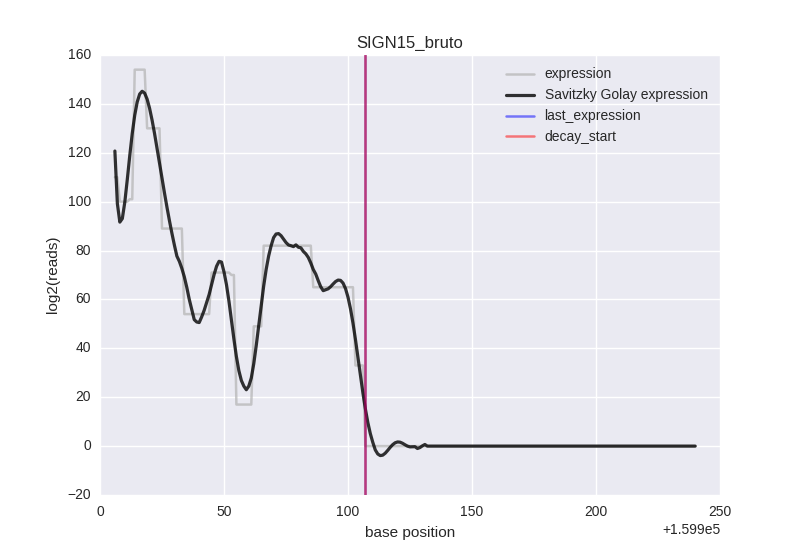 SIGN15_bruto
expression
Savitzky Golay expression
last_expression
decay_start
log2(reads)
160
140
120
100
80
60
40
20
0
−20
0 50 100 150 200 250
+1.599e5
base position